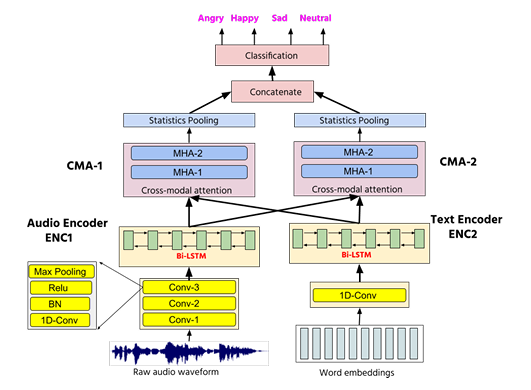 Angry Happy Sad Neutral
Classification
Concatenate
Statistics Pooling
Statistics Pooling
CMA-1
MHA-2
MHA-1
Cross-modal attention
MHA-2
MHA-1
Cross-modal attention
CMA-2
Audio Encoder
ENC1
Bi-LSTM
Bi-LSTM
Text Encoder
ENC2
Max Pooling
Relu
BN
1D-Conv
Conv-3
Conv-2
Conv-1
1D-Conv
Raw audio waveform
Word embeddings